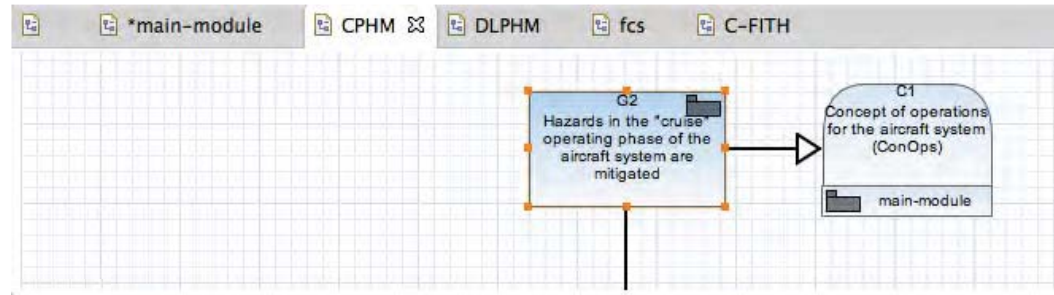 *main-module CPHM DLPHM fcs C-FITH
G2
Hazards in the "cruise"
operating phase of the
aircraft system are
mitigated
C1
Concept of operations
for the aircraft system
(ConOps)
main-module